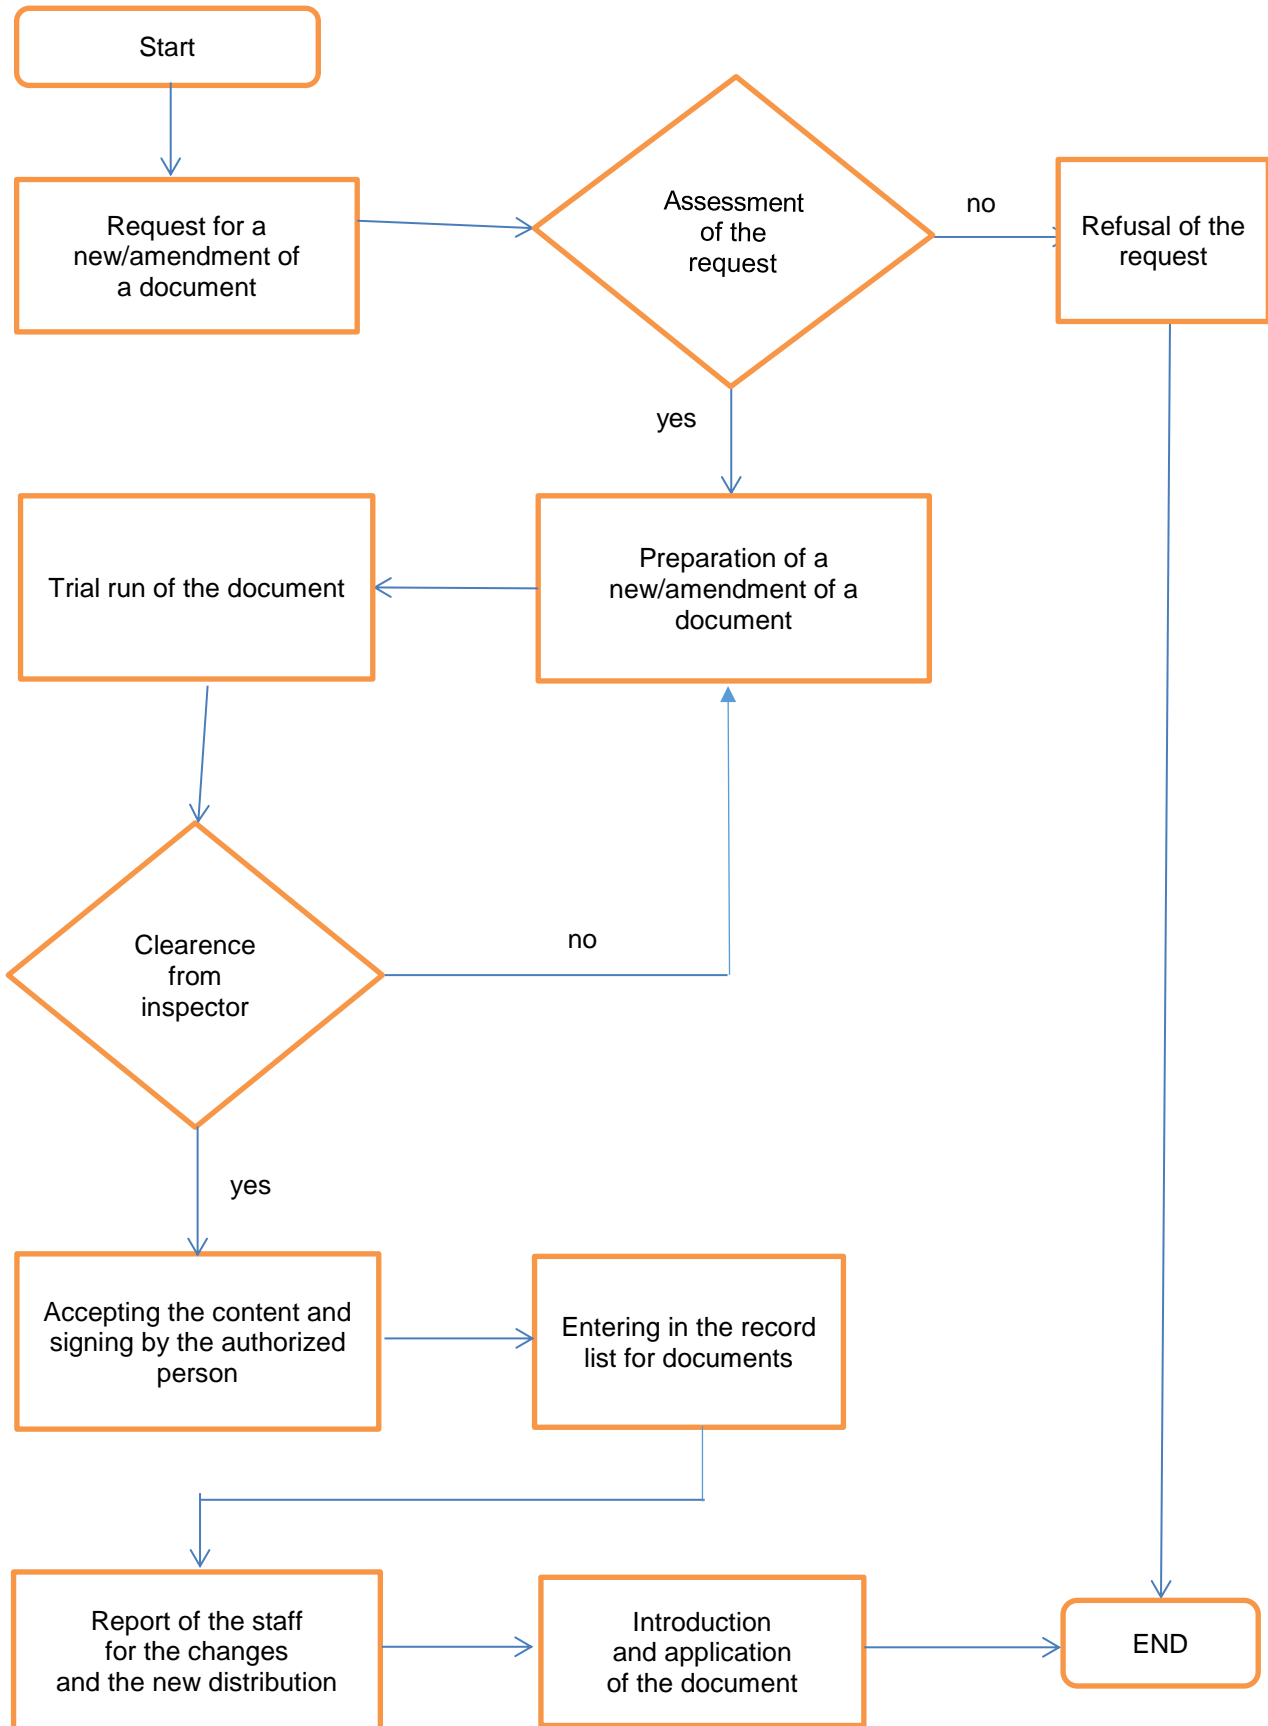 Start
Request for a
new/amendment of
a document
Assessment
of the
request
no
Refusal of the
request
yes
Trial run of the document
Preparation of a
new/amendment of a
document
Clearence
from
inspector
no
yes
Accepting the content and
signing by the authorized
person
Entering in the record
list for documents
Report of the staff
for the changes
and the new distribution
Introduction
and application
of the document
END